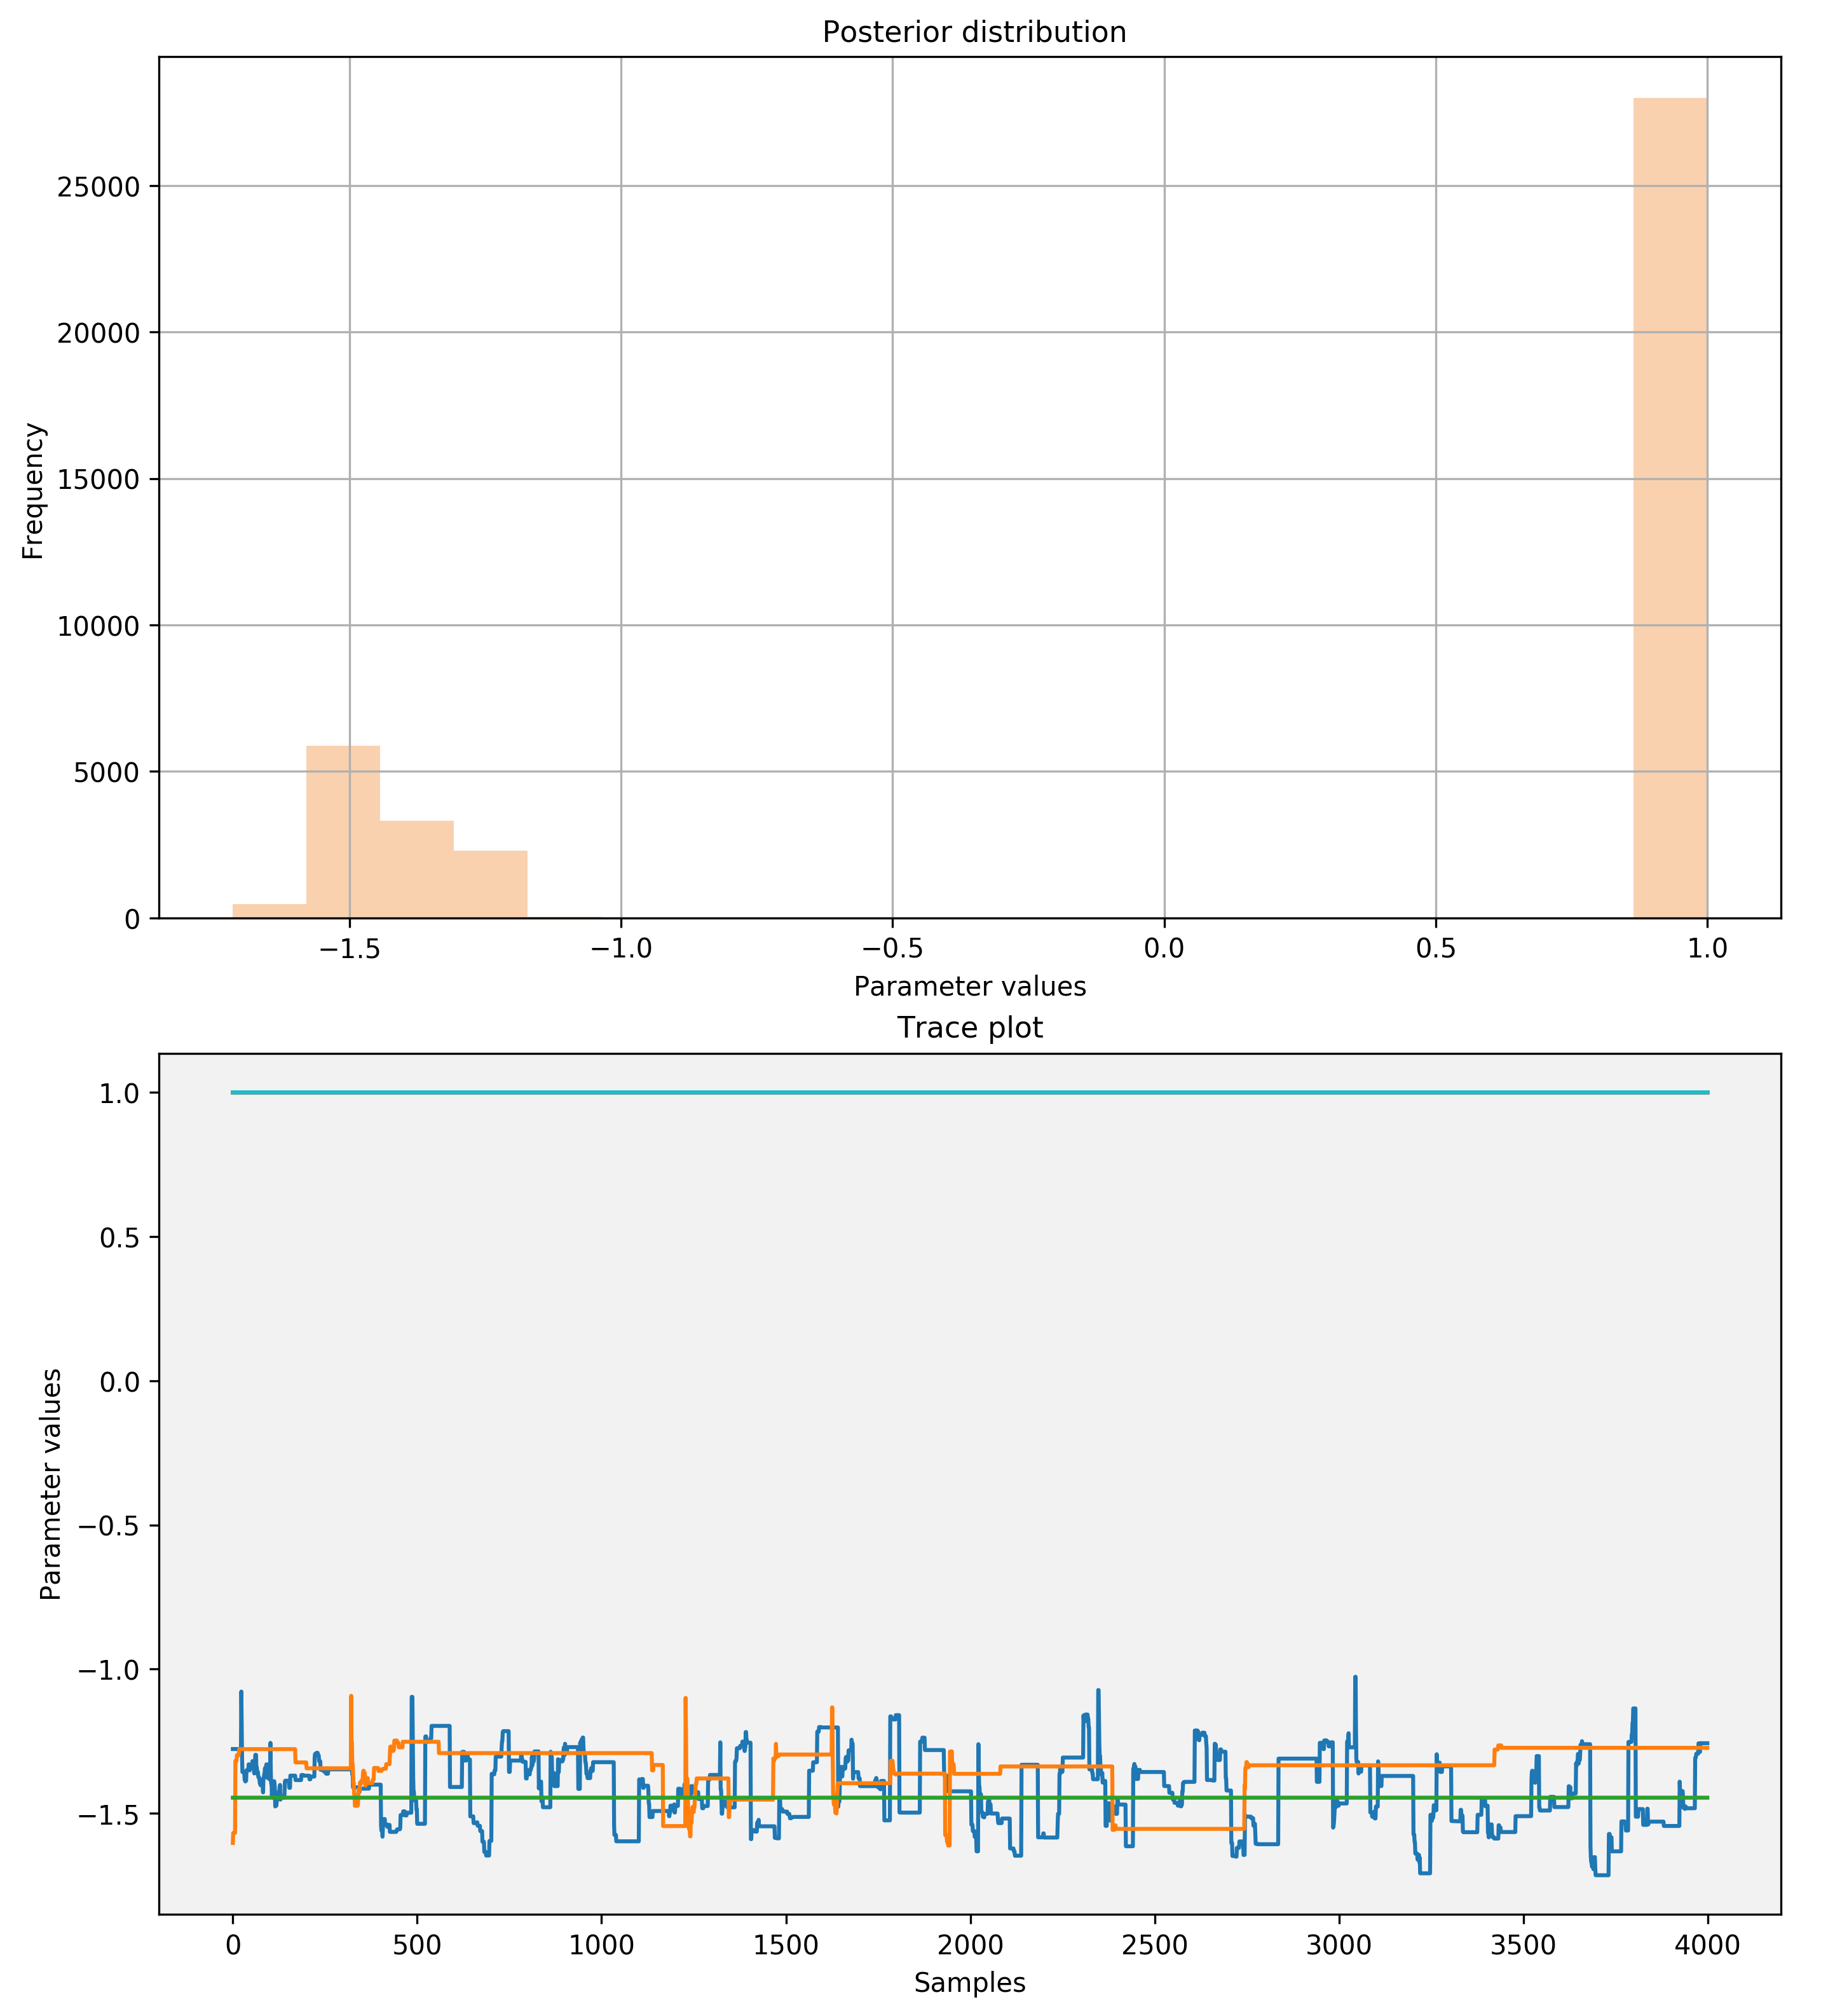 Posterior distribution
Frequency
25000
20000
15000
10000
5000
0
−1.5 −1.0 −0.5 0.0 0.5 1.0
Parameter values
Trace plot
Parameter values
1.0
0.5
0.0
−0.5
−1.0
−1.5
0 500 1000 1500 2000 2500 3000 3500 4000
Samples